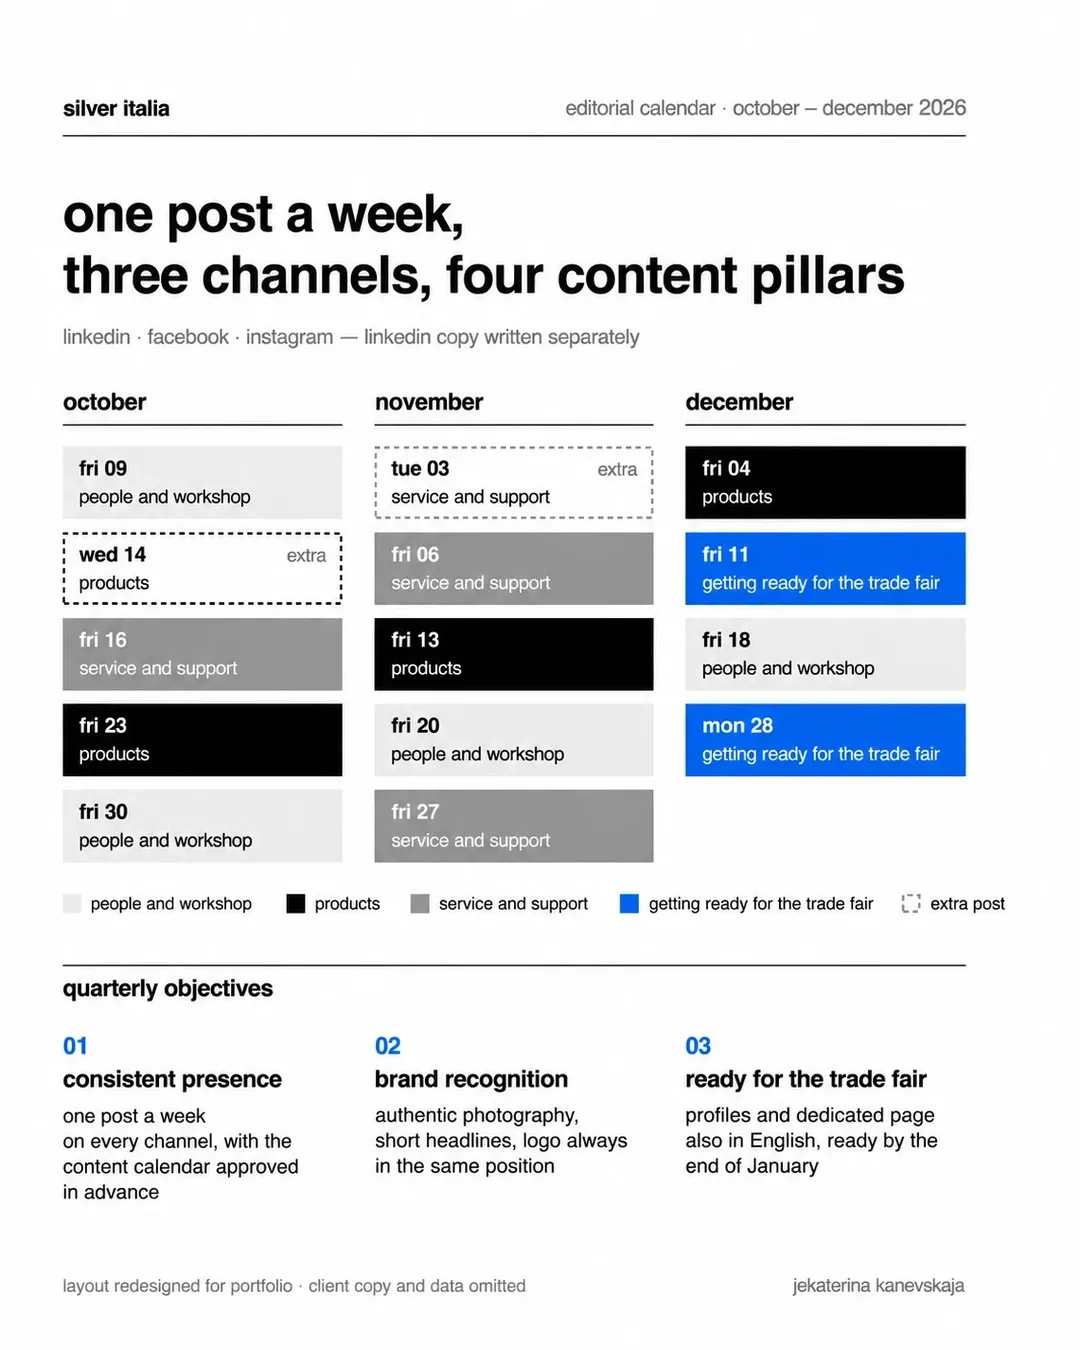 silver italia
editorial calendar · october – december 2026
one post a week,
three channels, four content pillars
linkedin · facebook · instagram — linkedin copy written separately
october
fri 09
people and workshop
wed 14
extra
products
fri 16
service and support
fri 23
products
fri 30
people and workshop
november
tue 03
extra
service and support
fri 06
service and support
fri 13
products
fri 20
people and workshop
fri 27
service and support
december
fri 04
products
fri 11
getting ready for the trade fair
fri 18
people and workshop
mon 28
getting ready for the trade fair
people and workshop
products
service and support
getting ready for the trade fair
extra post
quarterly objectives
01
consistent presence
one post a week
on every channel, with the
content calendar approved
in advance
02
brand recognition
authentic photography,
short headlines, logo always
in the same position
03
ready for the trade fair
profiles and dedicated page
also in English, ready by the
end of January
layout redesigned for portfolio · client copy and data omitted
jekaterina kanevskaja